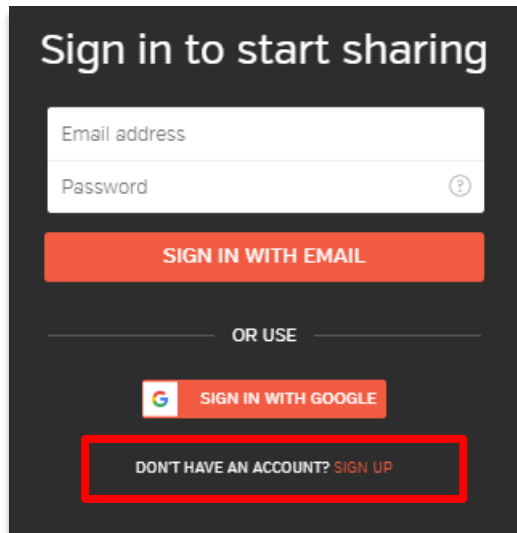 Sign in to start sharing
Email address
Password
?
SIGN IN WITH EMAIL
OR USE
G SIGN IN WITH GOOGLE
DON'T HAVE AN ACCOUNT? SIGN UP